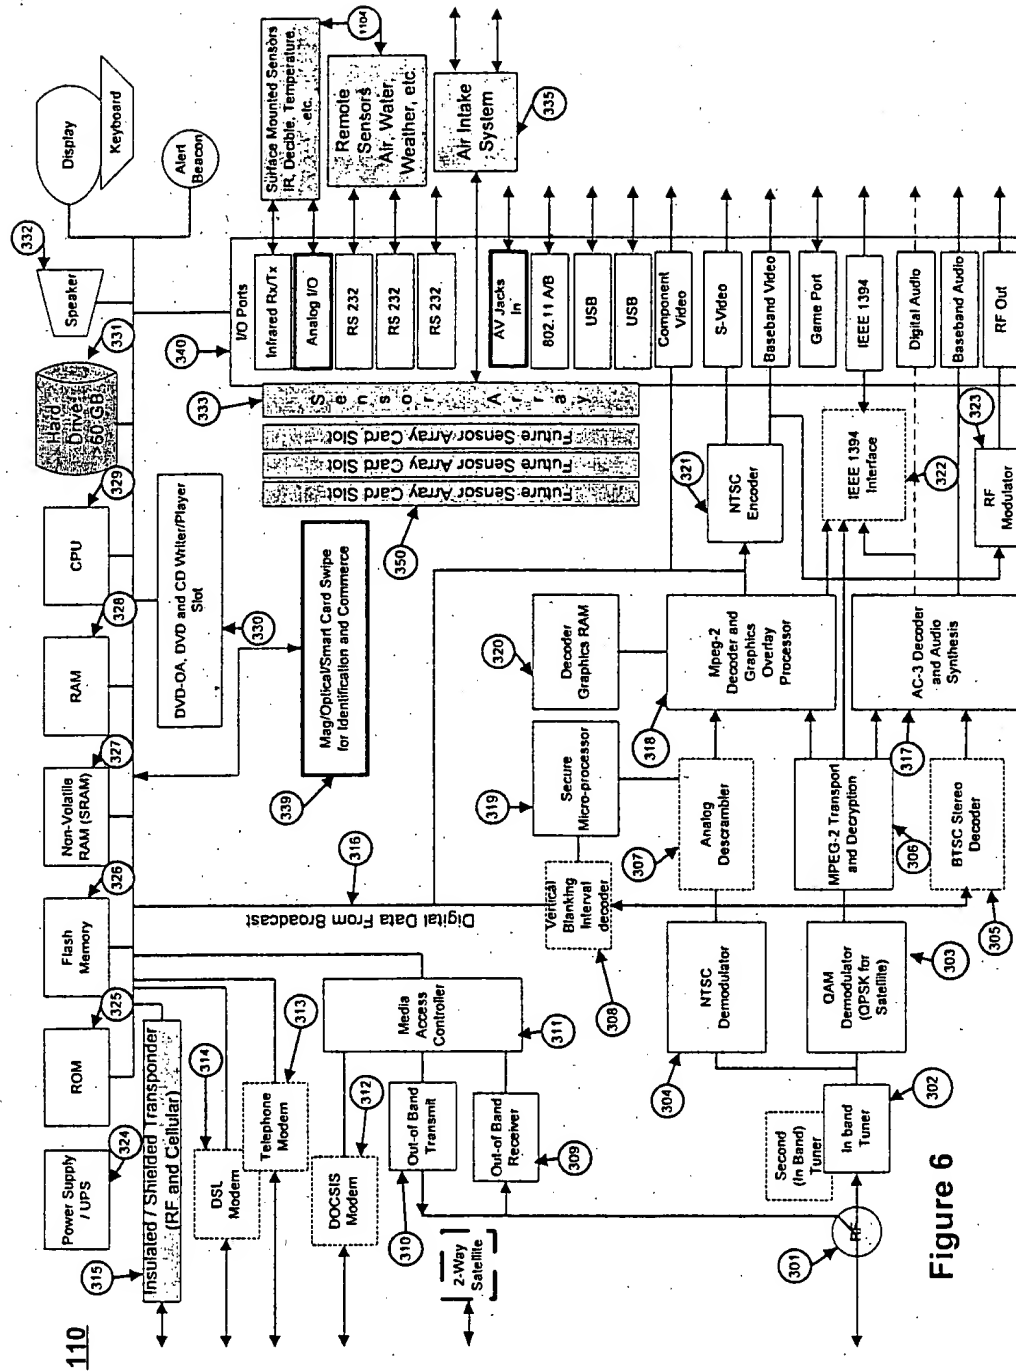 110
Power Supply
/ UPS
324
ROM
325
Flash
Memory
326
Non-Volatile
RAM (SRAM)
327
RAM
328
CPU
329
Hard
Drive
>60 GB
331
Speaker
332
Display
Keyboard
Alert
Beacon
315
Insulated / Shielded Transponder
(RF and Cellular)
DSL
Modem
314
Telephone
Modem
313
DOCSIS
Modem
312
Media
Access
Controller
311
Out-of Band
Transmit
310
Out-of Band
Receiver
309
2-Way
Satellite
DVD-OA, DVD and CD Writer/Player
Slot
330
Mag/Optical/Smart Card Swipe
for Identification and Commerce
339
Digital Data From Broadcast
316
Future Sensor Array Card Slot
Future Sensor Array Card Slot
Future Sensor Array Card Slot
350
Sensor Array
333
340
I/O Ports
Infrared Rx/Tx
Analog I/O
RS 232
RS 232
RS 232
AV Jacks
In
802.11 A/B
USB
USB
Component
Video
S-Video
Baseband Video
Game Port
IEEE 1394
Digital Audio
Baseband Audio
RF Out
Surface Mounted Sensors
IR, Decible, Temperature,
etc.
1104
Remote
Sensors
Air, Water,
Weather, etc.
Air Intake
System
335
Vertical
Blanking
Interval
decoder
308
Secure
Micro-processor
319
Decoder
Graphics RAM
320
NTSC
Demodulator
304
Analog
Descrambler
307
Mpeg-2
Decoder and
Graphics
Overlay
Processor
318
NTSC
Encoder
321
301
RF
Second
(In Band)
Tuner
In band
Tuner
302
QAM
Demodulator
(QPSK for
Satellite)
303
MPEG-2 Transport
and Decryption
306
BTSC Stereo
Decoder
305
AC-3 Decoder
and Audio
Synthesis
317
IEEE 1394
Interface
322
RF
Modulator
323
Figure 6